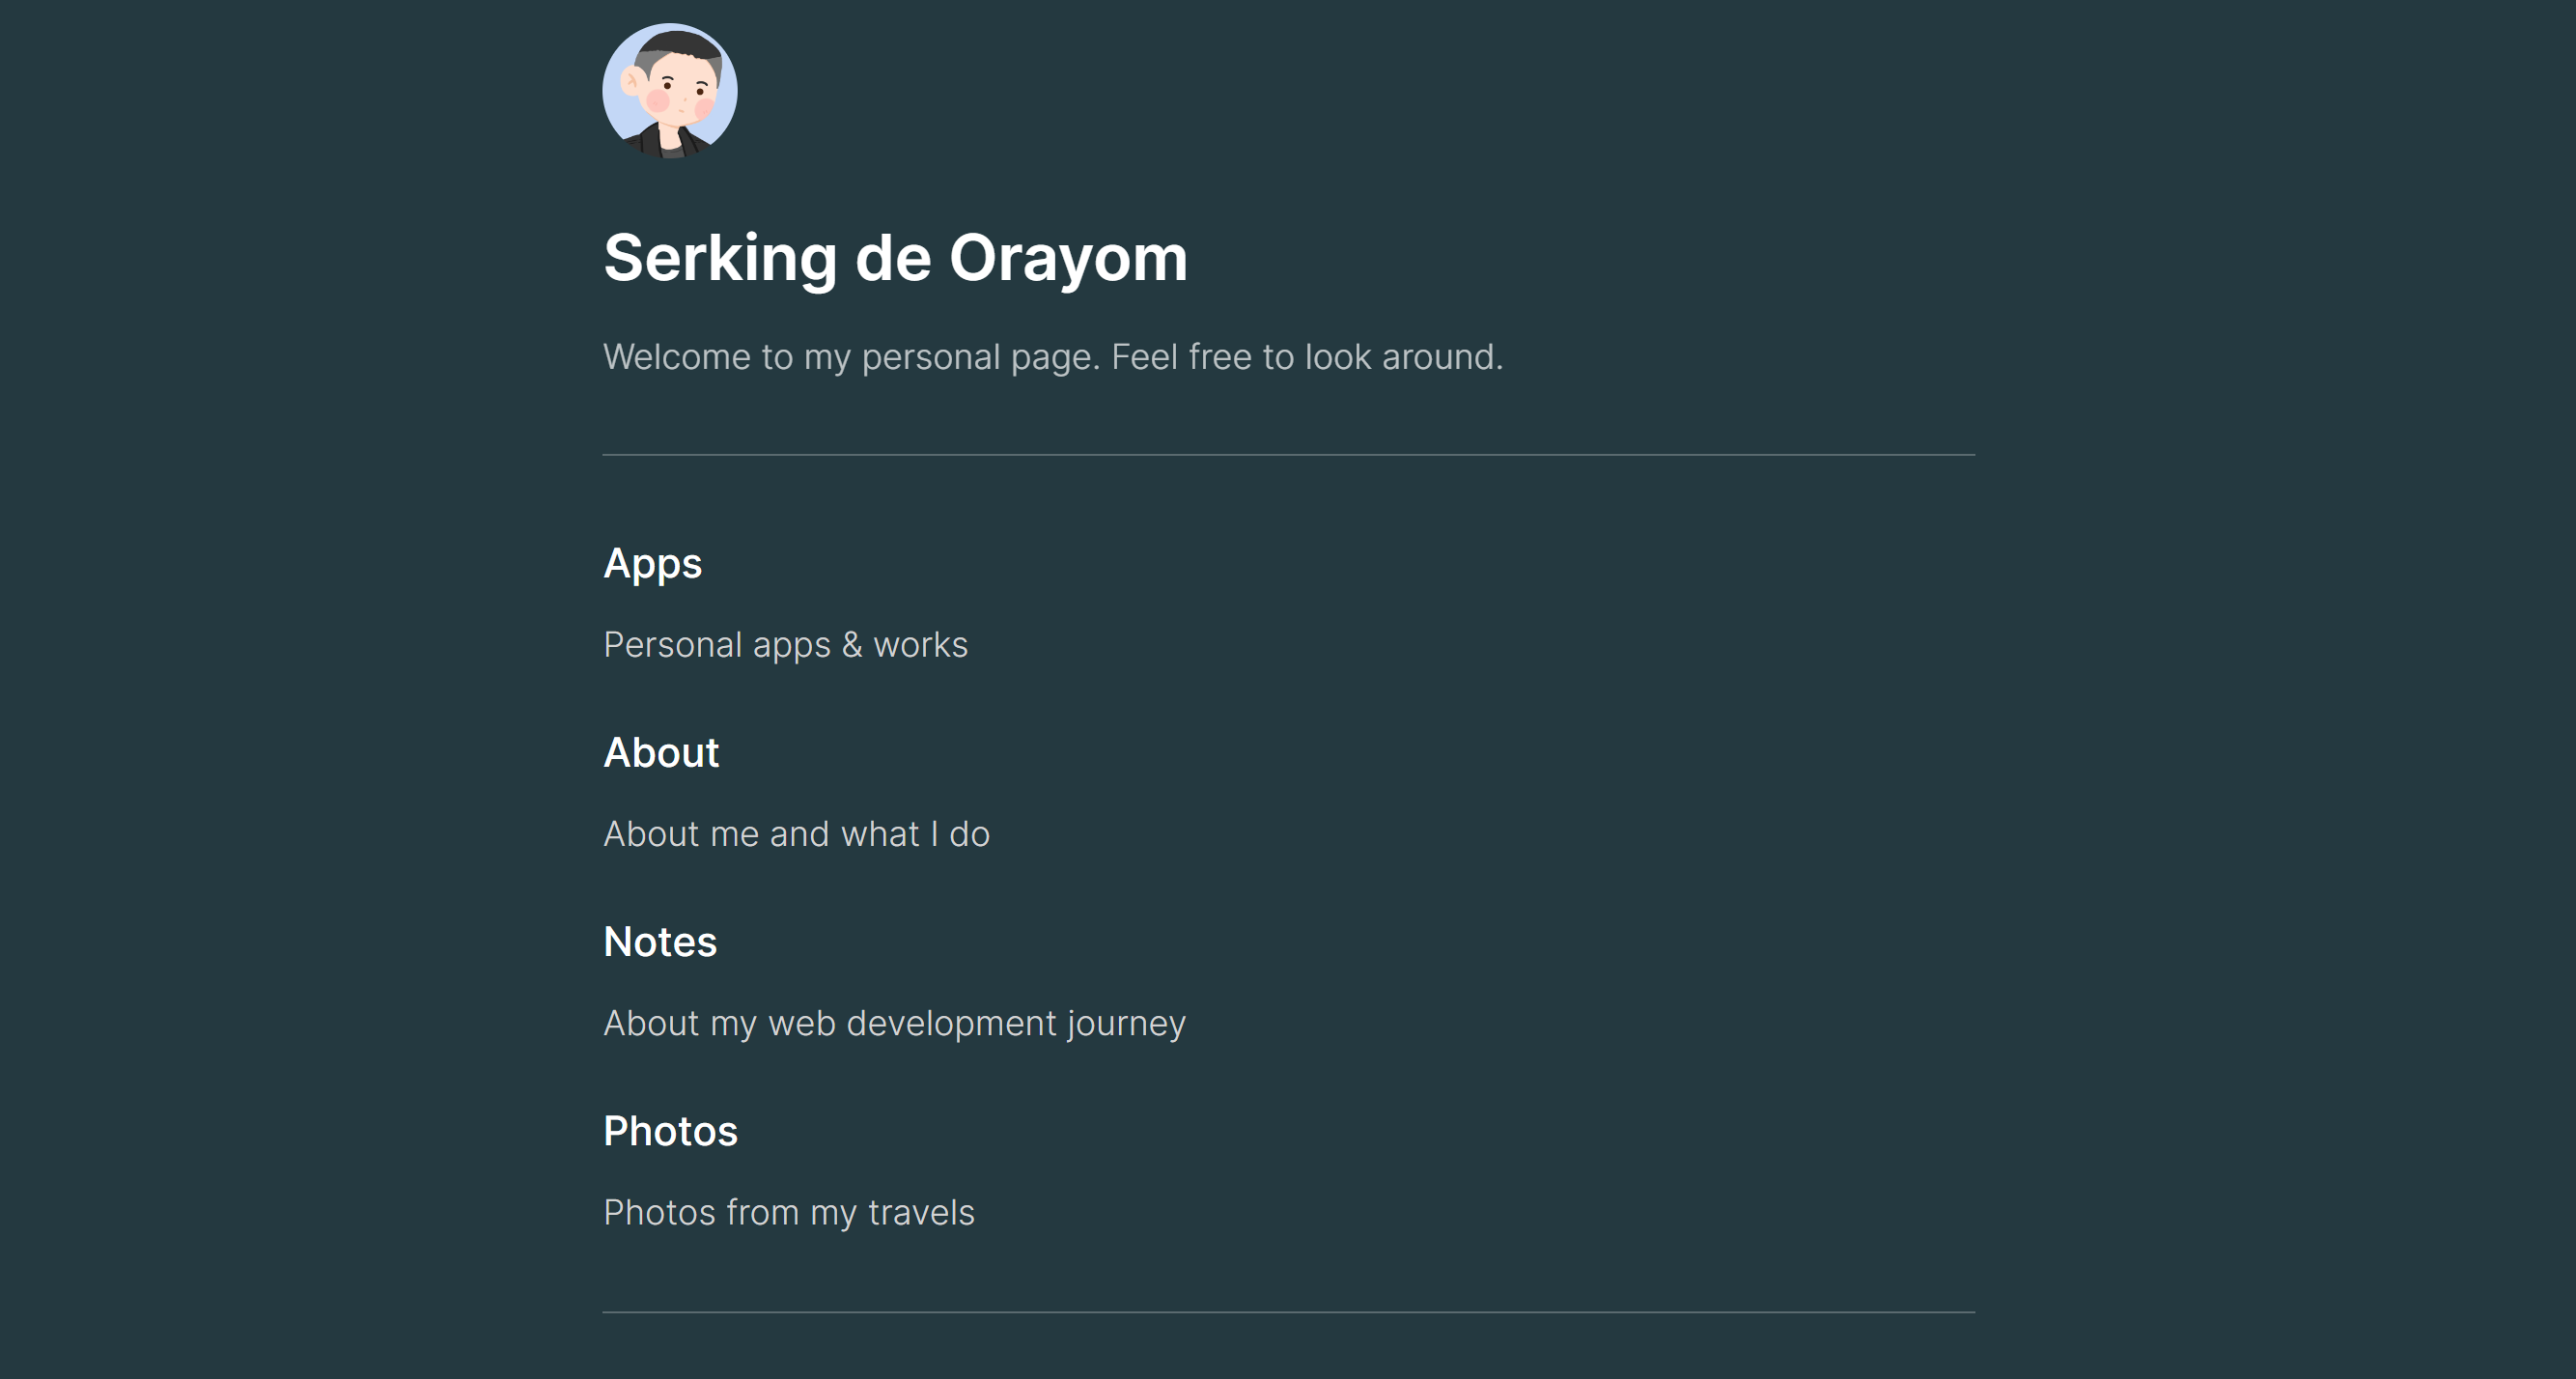 Serking de Orayom
Welcome to my personal page. Feel free to look around.
Apps
Personal apps & works
About
About me and what I do
Notes
About my web development journey
Photos
Photos from my travels